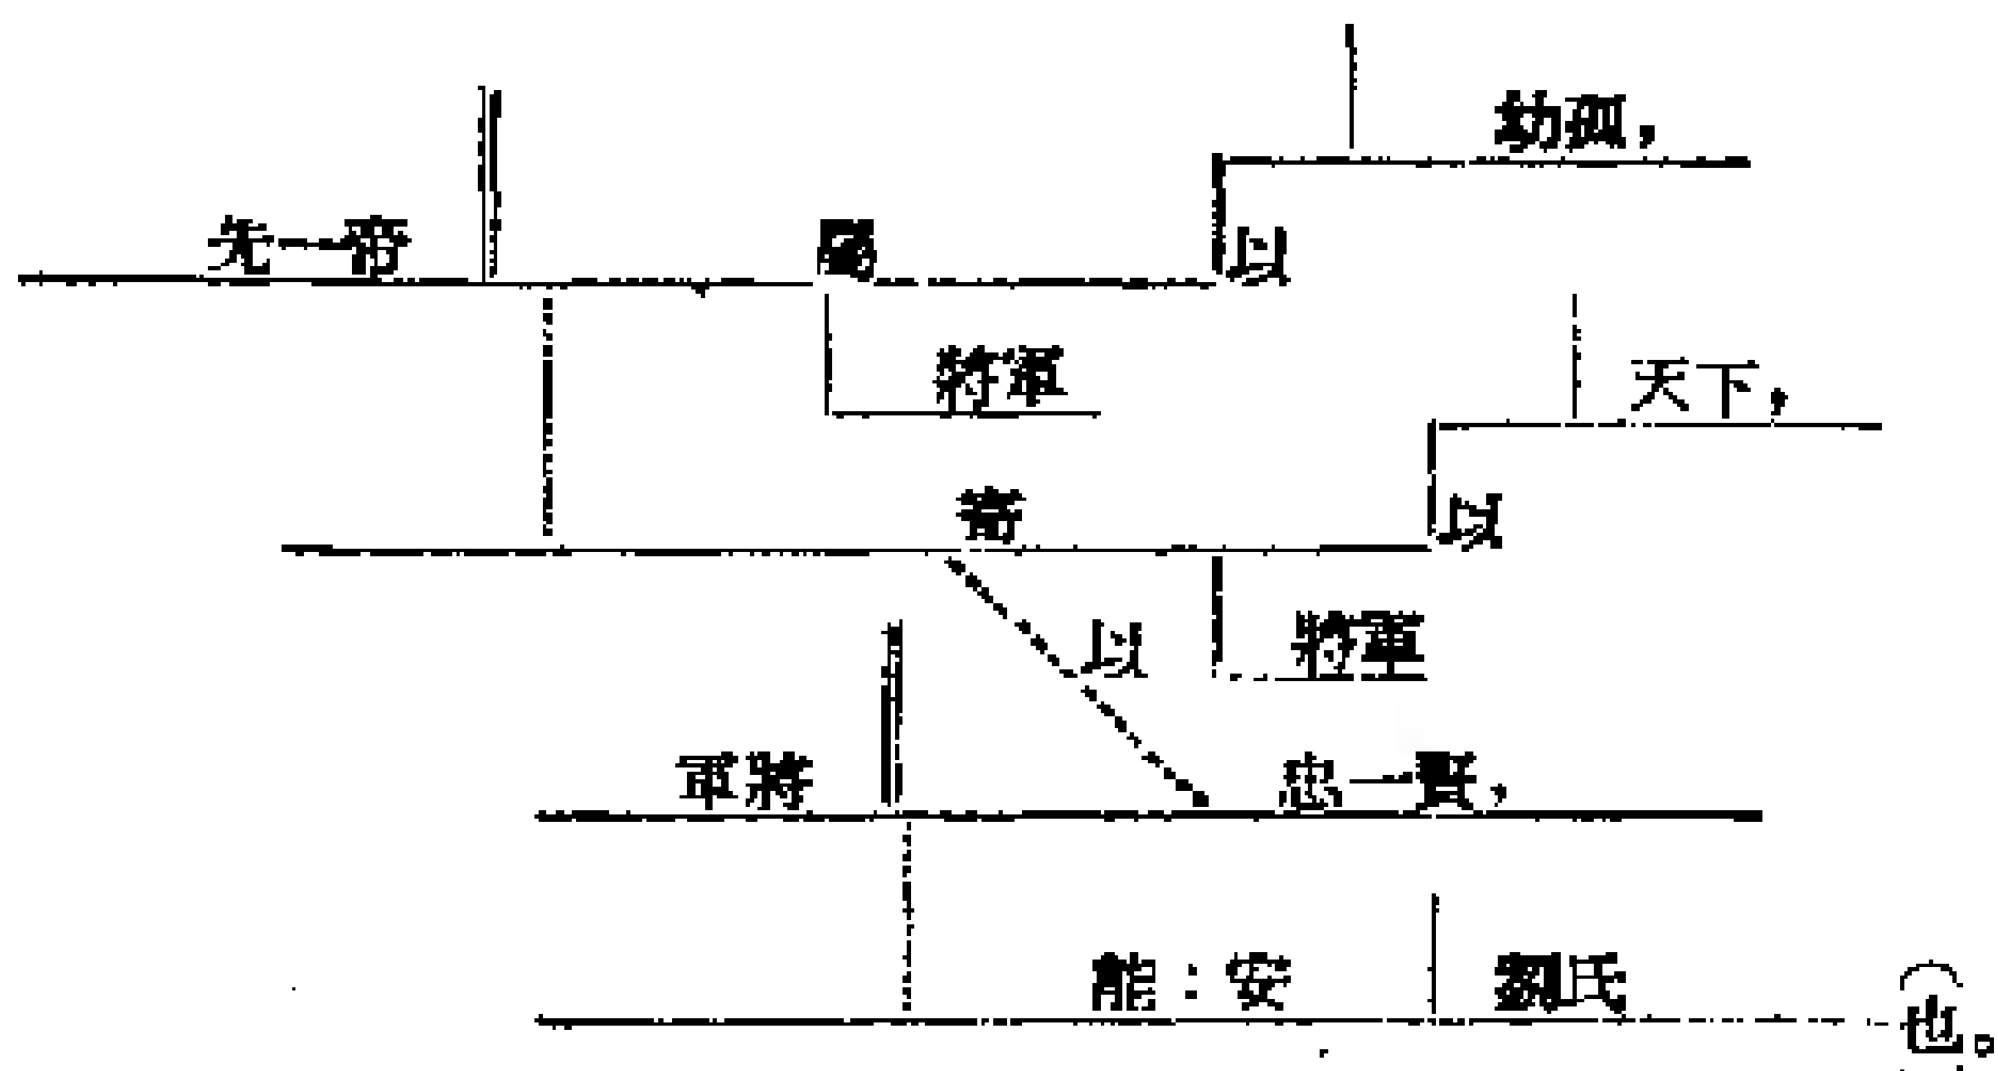 幼孤，
先一帝 屬 以
將軍 天下，
寄 以
以 將軍
軍將 忠一賢，
能：安 劉氏 （也。